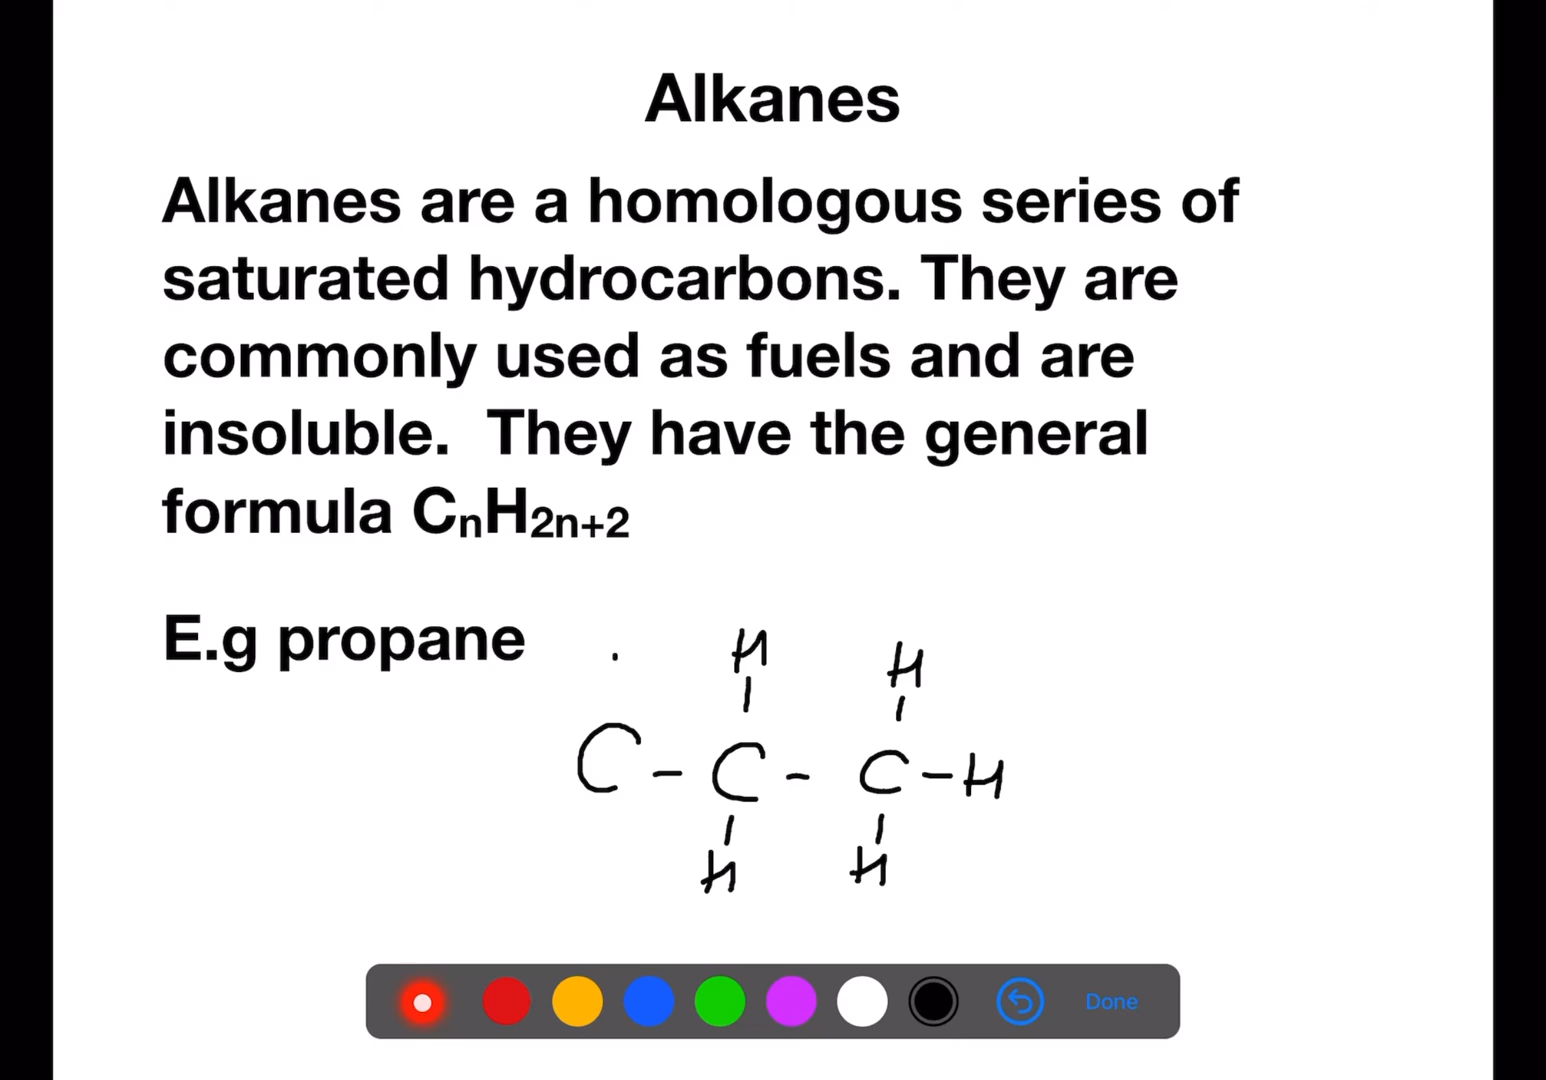 Alkanes
Alkanes are a homologous series of
saturated hydrocarbons. They are
commonly used as fuels and are
insoluble.  They have the general
formula CnH2n+2
E.g propane
H H
C - C - C - H
H H
Done